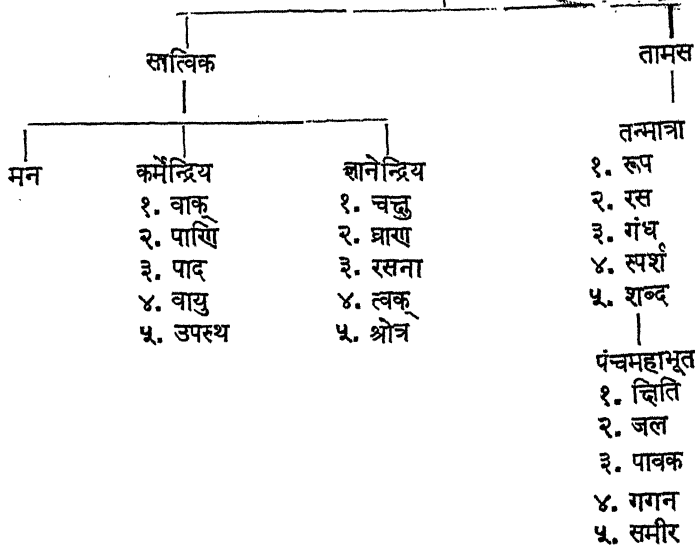 सात्विक
तामस
मन
कर्मेन्द्रिय
१. वाक्
२. पाणि
३. पाद
४. वायु
५. उपस्थ
ज्ञानेन्द्रिय
१. चक्षु
२. घ्राण
३. रसना
४. त्वक्
५. श्रोत्र
तन्मात्रा
१. रूप
२. रस
३. गंध
४. स्पर्श
५. शब्द
पंचमहाभूत
१. क्षिति
२. जल
३. पावक
४. गगन
५. समीर